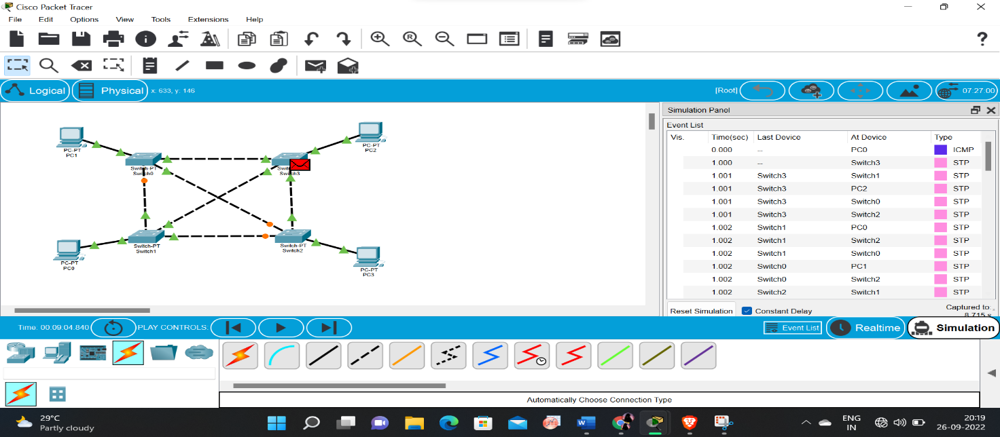 Cisco Packet Tracer
File Edit Options View Tools Extensions Help
Logical Physical x: 633, y: 146 [Root] 07:27:00
Simulation Panel
Event List
Vis. Time(sec) Last Device At Device Type
0.000 -- PC0 ICMP
1.000 -- Switch3 STP
1.001 Switch3 Switch1 STP
1.001 Switch3 PC2 STP
1.001 Switch3 Switch0 STP
1.001 Switch3 Switch2 STP
1.002 Switch1 PC0 STP
1.002 Switch1 Switch2 STP
1.002 Switch1 Switch0 STP
1.002 Switch0 PC1 STP
1.002 Switch0 Switch2 STP
1.002 Switch2 Switch1 STP
Reset Simulation Constant Delay Captured to:
8.715 s
PC-PT
PC1
PC-PT
PC2
Switch-PT
Switch0
Switch3
Switch-PT
Switch1
Switch-PT
Switch2
PC-PT
PC0
PC-PT
PC3
Time: 00:09:04.840 PLAY CONTROLS: Event List Realtime Simulation
Automatically Choose Connection Type
29°C
Partly cloudy
ENG
IN
20:19
26-09-2022